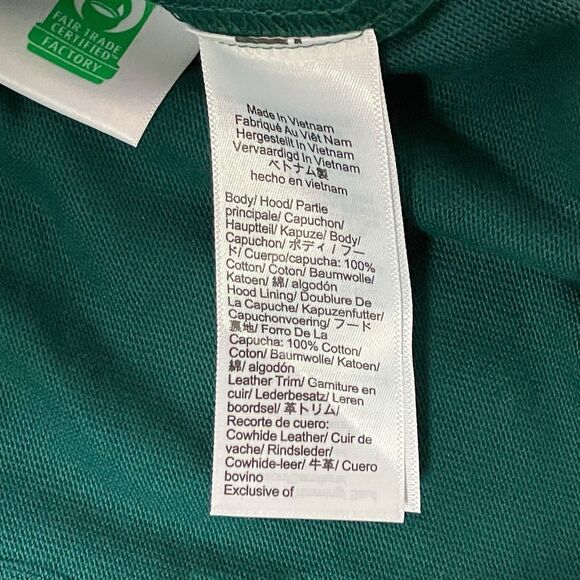 FAIR TRADE
CERTIFIED™
FACTORY
Made in Vietnam
Fabriqué Au Viêt Nam
Hergestellt In Vietnam
Vervaardigd In Vietnam
ベトナム製
hecho en vietnam
Body/ Hood/ Partie
principale/ Capuchon/
Hauptteil/ Kapuze/ Body/
Capuchon/ ボディ/ フー
ド/ Cuerpo/capucha: 100%
Cotton/ Coton/ Baumwolle/
Katoen/ 綿/ algodón
Hood Lining/ Doublure De
La Capuche/ Kapuzenfutter/
Capuchonvoering/ フード
裏地/ Forro De La
Capucha: 100% Cotton/
Coton/ Baumwolle/ Katoen/
綿/ algodón
Leather Trim/ Garniture en
cuir/ Lederbesatz/ Leren
boordsel/ 革トリム/
Recorte de cuero:
Cowhide Leather/ Cuir de
vache/ Rindsleder/
Cowhide-leer/ 牛革/ Cuero
bovino
Exclusive of